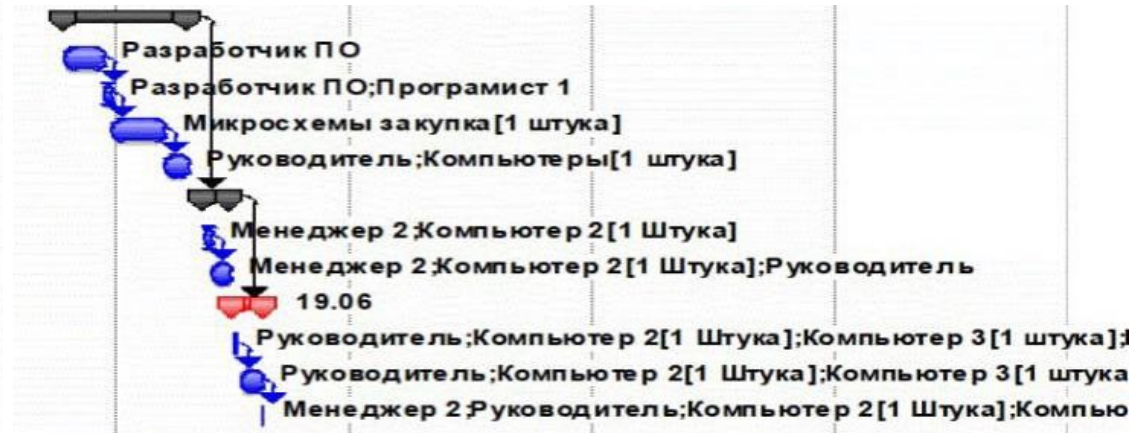 Разработчик ПО
Разработчик ПО;Програмист 1
Микросхемы закупка[1 штука]
Руководитель;Компьютеры[1 штука]
Менеджер 2;Компьютер 2[1 Штука]
Менеджер 2;Компьютер 2[1 Штука];Руководитель
19.06
Руководитель;Компьютер 2[1 Штука];Компьютер 3[1 штука];
Руководитель;Компьютер 2[1 Штука];Компьютер 3[1 штука
Менеджер 2;Руководитель;Компьютер 2[1 Штука];Компью